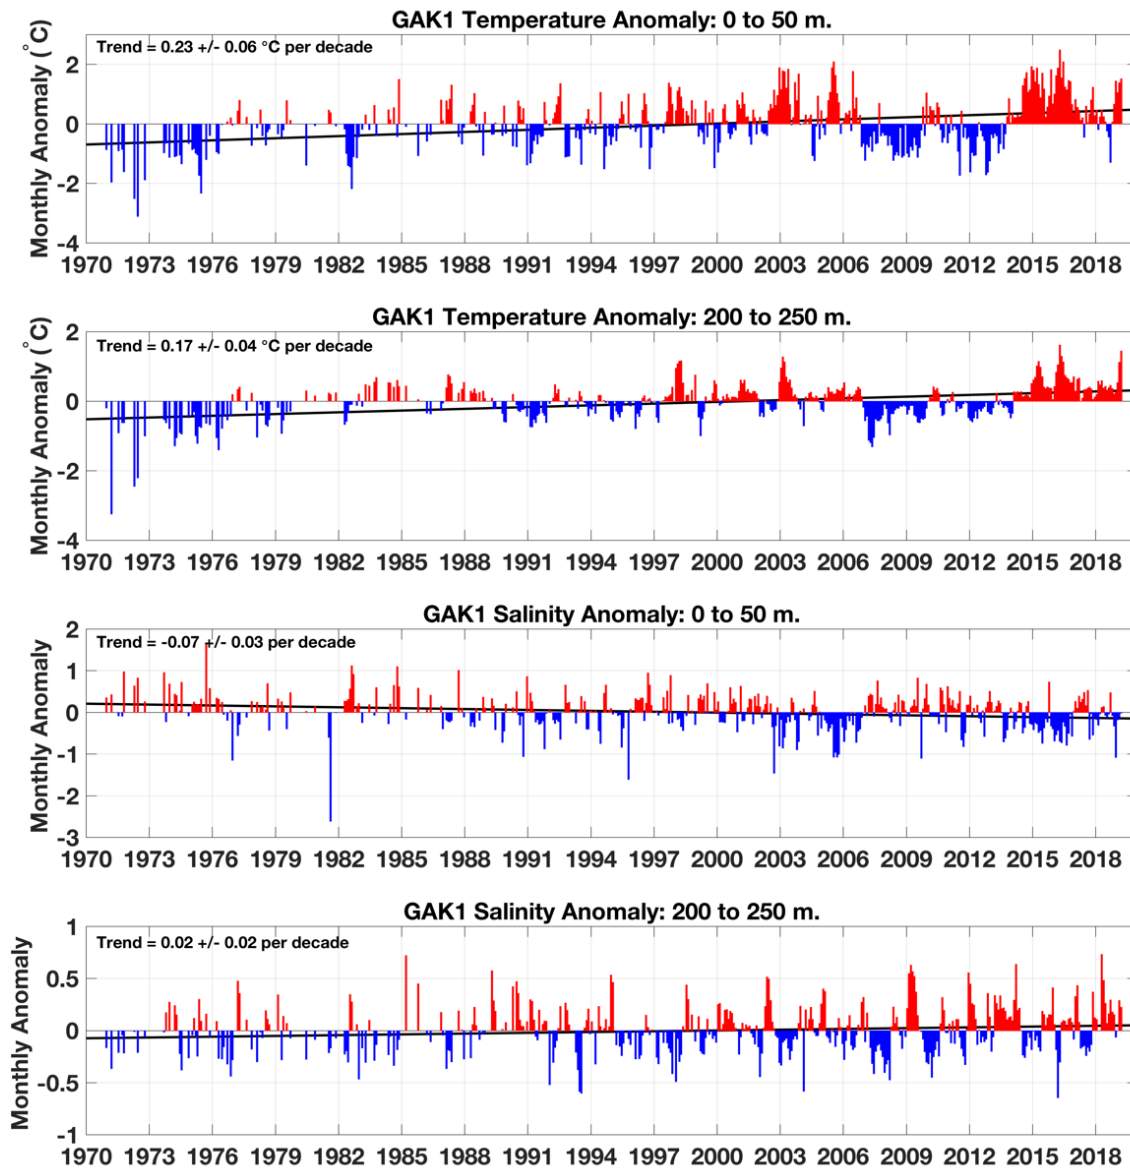 GAK1 Temperature Anomaly: 0 to 50 m.
Trend = 0.23 +/- 0.06 °C per decade
Monthly Anomaly (°C)
2
0
-2
-4
1970 1973 1976 1979 1982 1985 1988 1991 1994 1997 2000 2003 2006 2009 2012 2015 2018
GAK1 Temperature Anomaly: 200 to 250 m.
Trend = 0.17 +/- 0.04 °C per decade
Monthly Anomaly (°C)
2
0
-2
-4
1970 1973 1976 1979 1982 1985 1988 1991 1994 1997 2000 2003 2006 2009 2012 2015 2018
GAK1 Salinity Anomaly: 0 to 50 m.
Trend = -0.07 +/- 0.03 per decade
Monthly Anomaly
2
1
0
-1
-2
-3
1970 1973 1976 1979 1982 1985 1988 1991 1994 1997 2000 2003 2006 2009 2012 2015 2018
GAK1 Salinity Anomaly: 200 to 250 m.
Trend = 0.02 +/- 0.02 per decade
Monthly Anomaly
1
0.5
0
-0.5
-1
1970 1973 1976 1979 1982 1985 1988 1991 1994 1997 2000 2003 2006 2009 2012 2015 2018